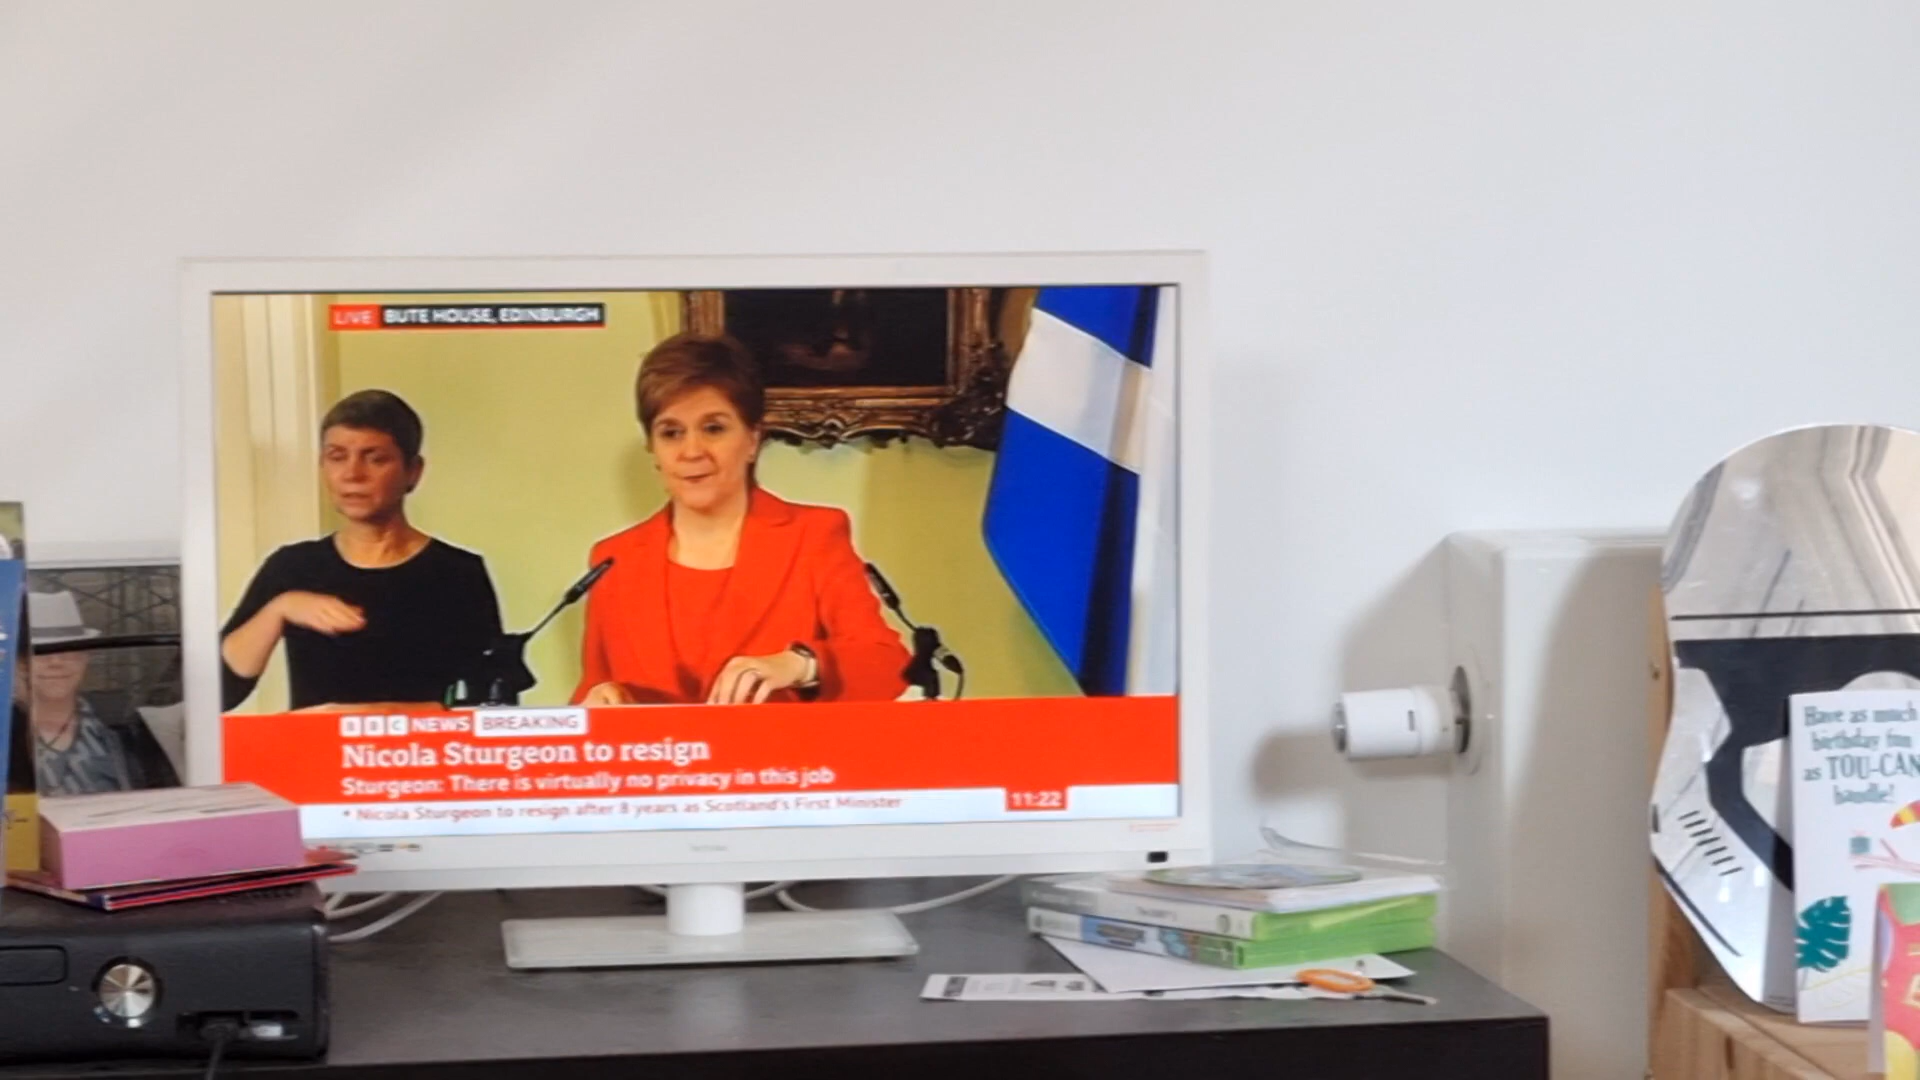 LIVE BUTE HOUSE, EDINBURGH
BBC NEWS BREAKING
Nicola Sturgeon to resign
Sturgeon: There is virtually no privacy in this job
• Nicola Sturgeon to resign after 8 years as Scotland's First Minister
11:22
Have as much
birthday fun
as TOU-CAN
handle!